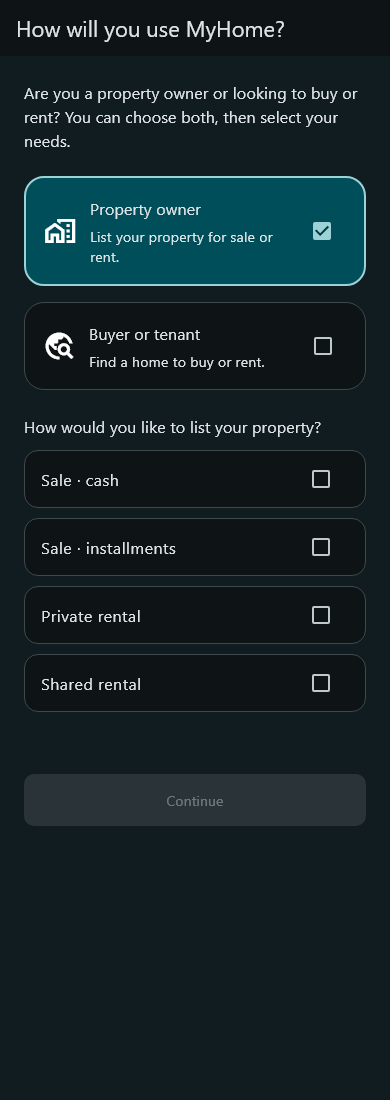 How will you use MyHome?
Are you a property owner or looking to buy or
rent? You can choose both, then select your
needs.
Property owner
List your property for sale or
rent.
Buyer or tenant
Find a home to buy or rent.
How would you like to list your property?
Sale · cash
Sale · installments
Private rental
Shared rental
Continue